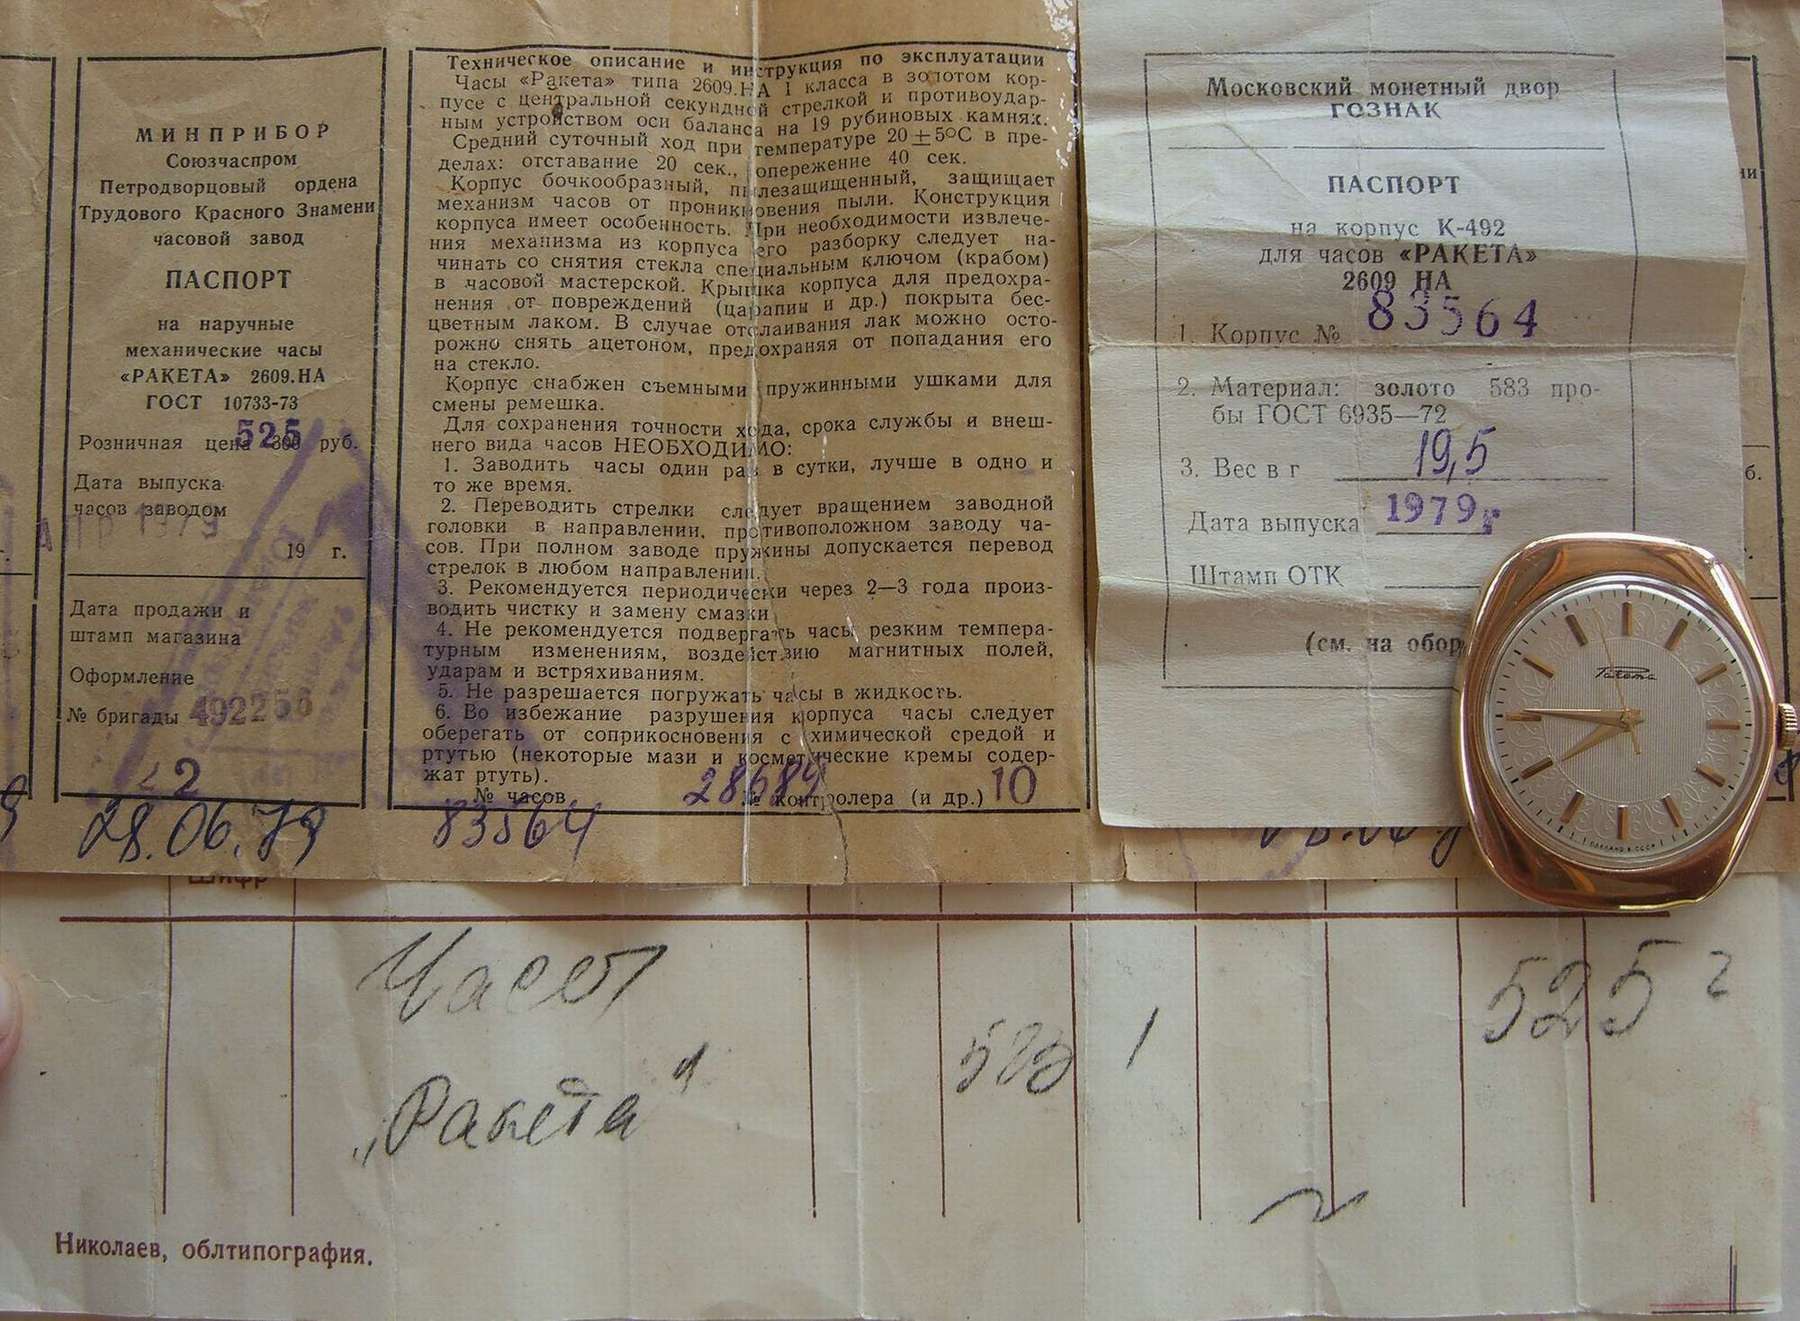 МИНПРИБОР
Союзчаспром
Петродворцовый ордена
Трудового Красного Знамени
часовой завод
ПАСПОРТ
на наручные
механические часы
«РАКЕТА» 2609.НА
ГОСТ 10733-73
Розничная цена 525 руб.
Дата выпуска
часов заводом
АПР 1979
19 г.
Дата продажи и
штамп магазина
Оформление
№ бригады 492256
2
28.06.79
Техническое описание и инструкция по эксплуатации
Часы «Ракета» типа 2609.НА I класса в золотом кор-
пусе с центральной секундной стрелкой и противоудар-
ным устройством оси баланса на 19 рубиновых камнях.
Средний суточный ход при температуре 20±5°С в пре-
делах: отставание 20 сек., опережение 40 сек.
Корпус бочкообразный, пылезащищенный, защищает
механизм часов от проникновения пыли. Конструкция
корпуса имеет особенность. При необходимости извлече-
ния механизма из корпуса его разборку следует на-
чинать со снятия стекла специальным ключом (крабом)
в часовой мастерской. Крышка корпуса для предохра-
нения от повреждений (царапин и др.) покрыта бес-
цветным лаком. В случае отслаивания лак можно осто-
рожно снять ацетоном, предохраняя от попадания его
на стекло.
Корпус снабжен съемными пружинными ушками для
смены ремешка.
Для сохранения точности хода, срока службы и внеш-
него вида часов НЕОБХОДИМО:
1. Заводить часы один раз в сутки, лучше в одно и
то же время.
2. Переводить стрелки следует вращением заводной
головки в направлении, противоположном заводу ча-
сов. При полном заводе пружины допускается перевод
стрелок в любом направлении.
3. Рекомендуется периодически через 2—3 года произ-
водить чистку и замену смазки
4. Не рекомендуется подвергать часы резким темпера-
турным изменениям, воздействию магнитных полей,
ударам и встряхиваниям.
5. Не разрешается погружать часы в жидкость.
6. Во избежание разрушения корпуса часы следует
оберегать от соприкосновения с химической средой и
ртутью (некоторые мази и косметические кремы содер-
жат ртуть).
№ часов 28689 № контролера (и др.) 10
83564
Московский монетный двор
ГОЗНАК
ПАСПОРТ
на корпус К-492
для часов «РАКЕТА»
2609 НА
1. Корпус № 83564
2. Материал: золото 583 про-
бы ГОСТ 6935—72
3. Вес в г 19,5
Дата выпуска 1979г.
Штамп ОТК
(см. на обор
Ракета
СДЕЛАНО В СССР
б.
Шифр
Часы
525 2
„Ракета"
525 1
Николаев, облтипография.